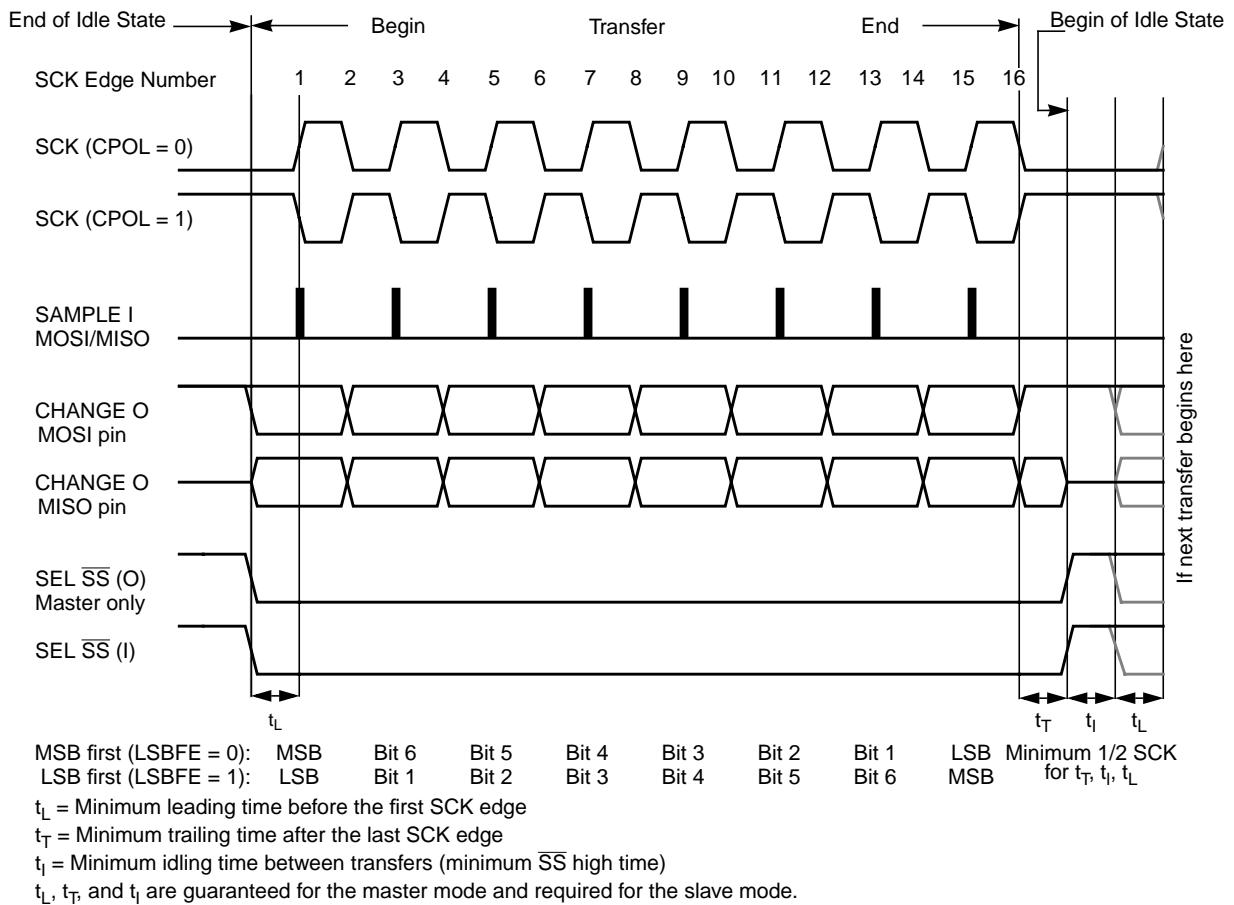 End of Idle State
Begin
Transfer
End
Begin of Idle State
SCK Edge Number
1 2 3 4 5 6 7 8 9 10 11 12 13 14 15 16
SCK (CPOL = 0)
SCK (CPOL = 1)
SAMPLE I
MOSI/MISO
CHANGE O
MOSI pin
CHANGE O
MISO pin
SEL S̅S̅ (O)
Master only
SEL S̅S̅ (I)
If next transfer begins here
tL
tT tI tL
MSB first (LSBFE = 0): MSB Bit 6 Bit 5 Bit 4 Bit 3 Bit 2 Bit 1 LSB Minimum 1/2 SCK
LSB first (LSBFE = 1): LSB Bit 1 Bit 2 Bit 3 Bit 4 Bit 5 Bit 6 MSB for tT, tI, tL
tL = Minimum leading time before the first SCK edge
tT = Minimum trailing time after the last SCK edge
tI = Minimum idling time between transfers (minimum S̅S̅ high time)
tL, tT, and tI are guaranteed for the master mode and required for the slave mode.